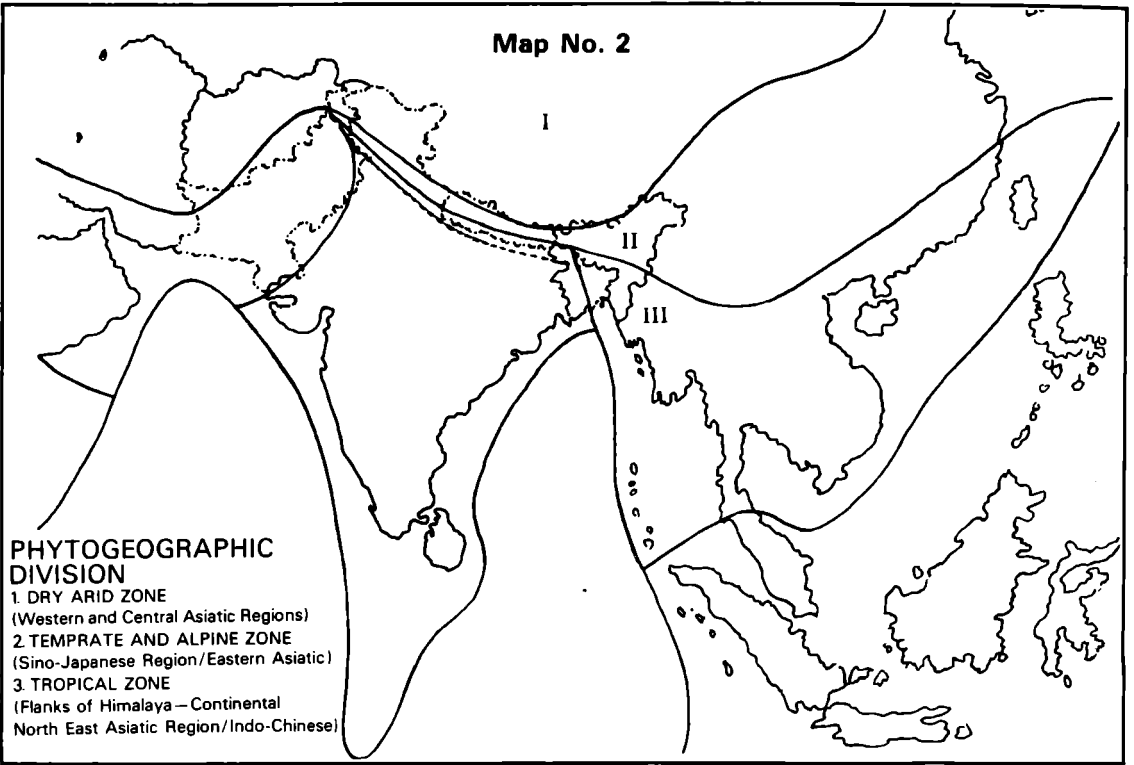 Map No. 2
I
II
III
PHYTOGEOGRAPHIC
DIVISION
1. DRY ARID ZONE
(Western and Central Asiatic Regions)
2. TEMPRATE AND ALPINE ZONE
(Sino-Japanese Region/Eastern Asiatic)
3. TROPICAL ZONE
(Flanks of Himalaya—Continental
North East Asiatic Region/Indo-Chinese)